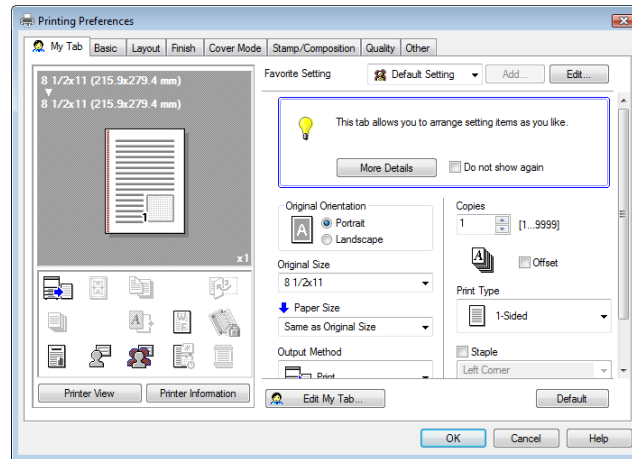 Printing Preferences
My Tab Basic Layout Finish Cover Mode Stamp/Composition Quality Other
8 1/2x11 (215.9x279.4 mm)
8 1/2x11 (215.9x279.4 mm)
1
x1
Printer View Printer Information
Favorite Setting Default Setting Add... Edit...
This tab allows you to arrange setting items as you like.
More Details Do not show again
Original Orientation
A
Portrait
Landscape
Original Size
8 1/2x11
Paper Size
Same as Original Size
Output Method
Print
Copies
1 [1...9999]
Offset
Print Type
1-Sided
Staple
Left Corner
Edit My Tab... Default
OK Cancel Help